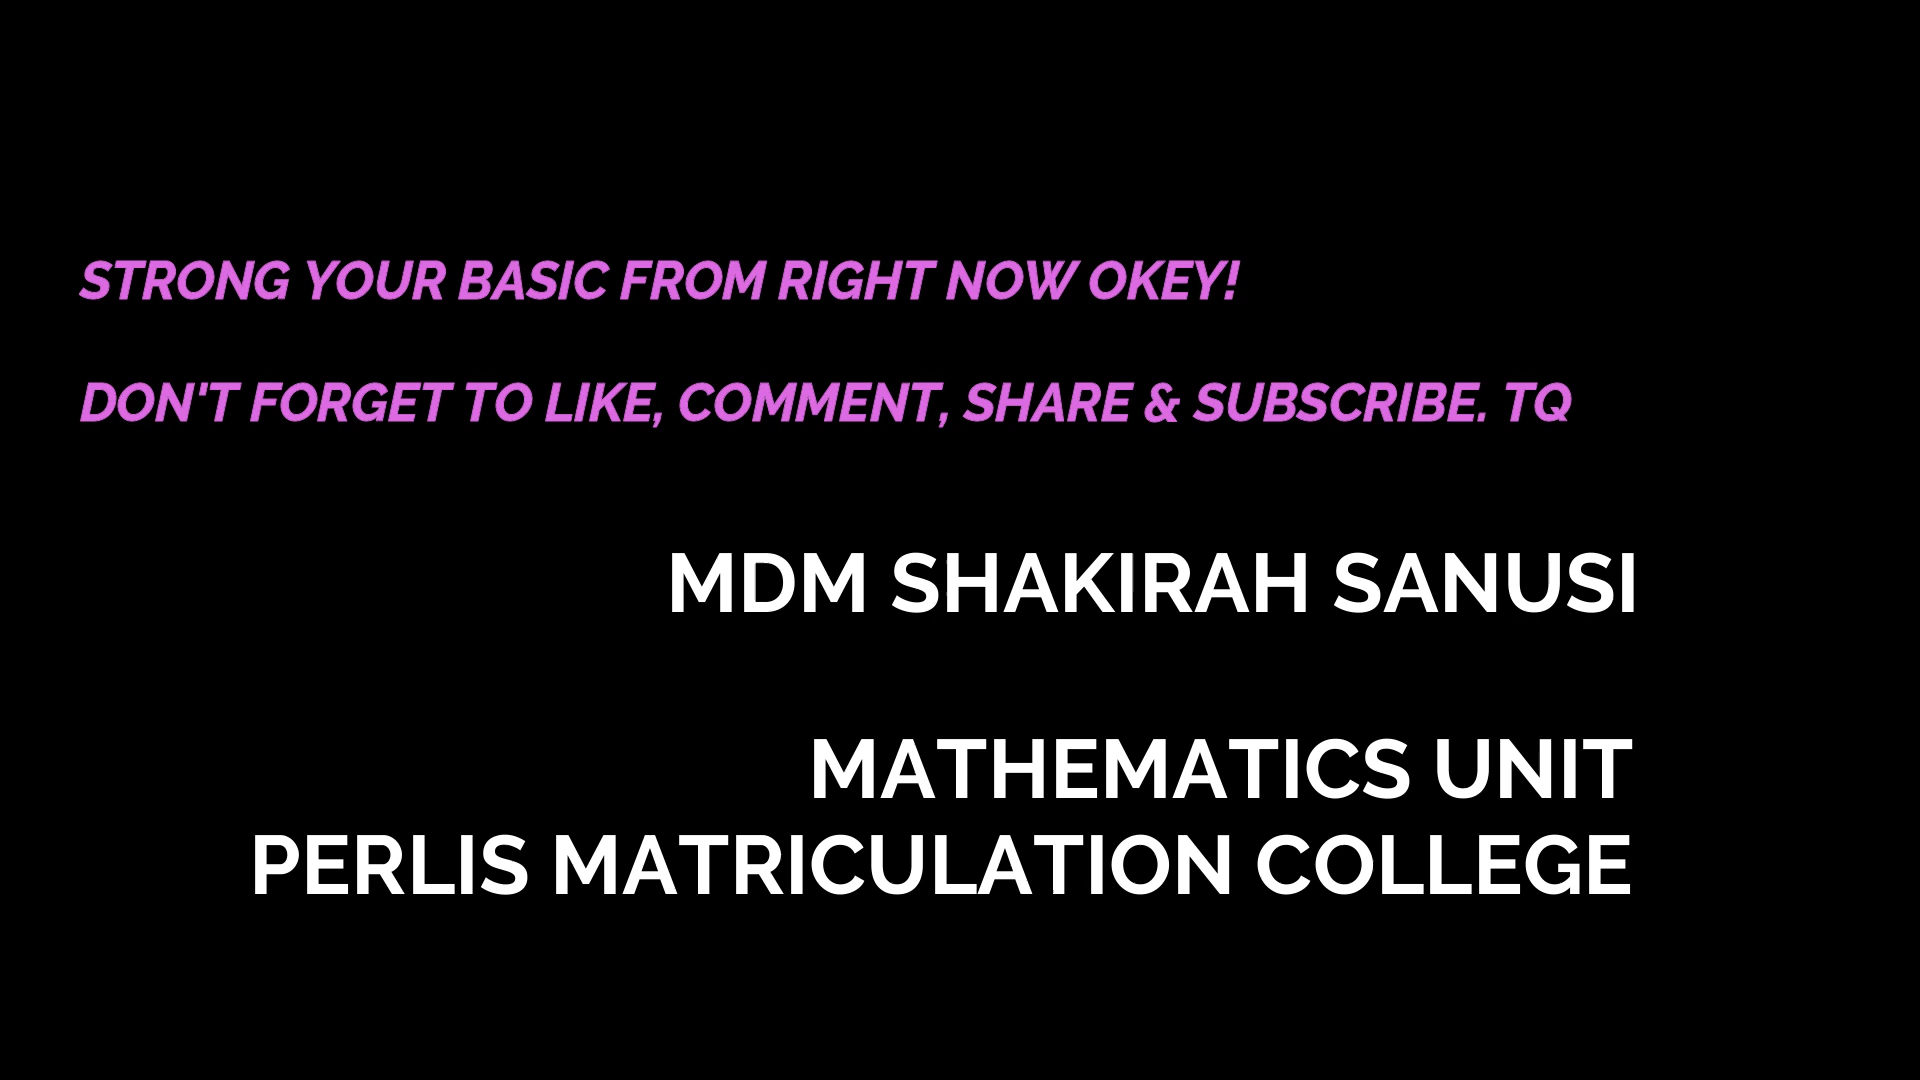 STRONG YOUR BASIC FROM RIGHT NOW OKEY!
DON'T FORGET TO LIKE, COMMENT, SHARE & SUBSCRIBE. TQ
MDM SHAKIRAH SANUSI
MATHEMATICS UNIT
PERLIS MATRICULATION COLLEGE